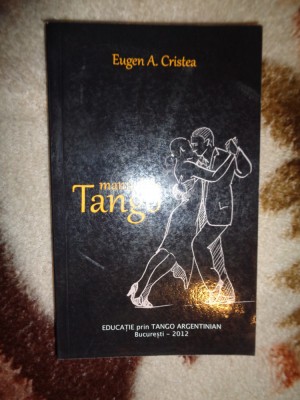 Eugen A. Cristea
Tango
EDUCAȚIE prin TANGO ARGENTINIAN
București - 2012